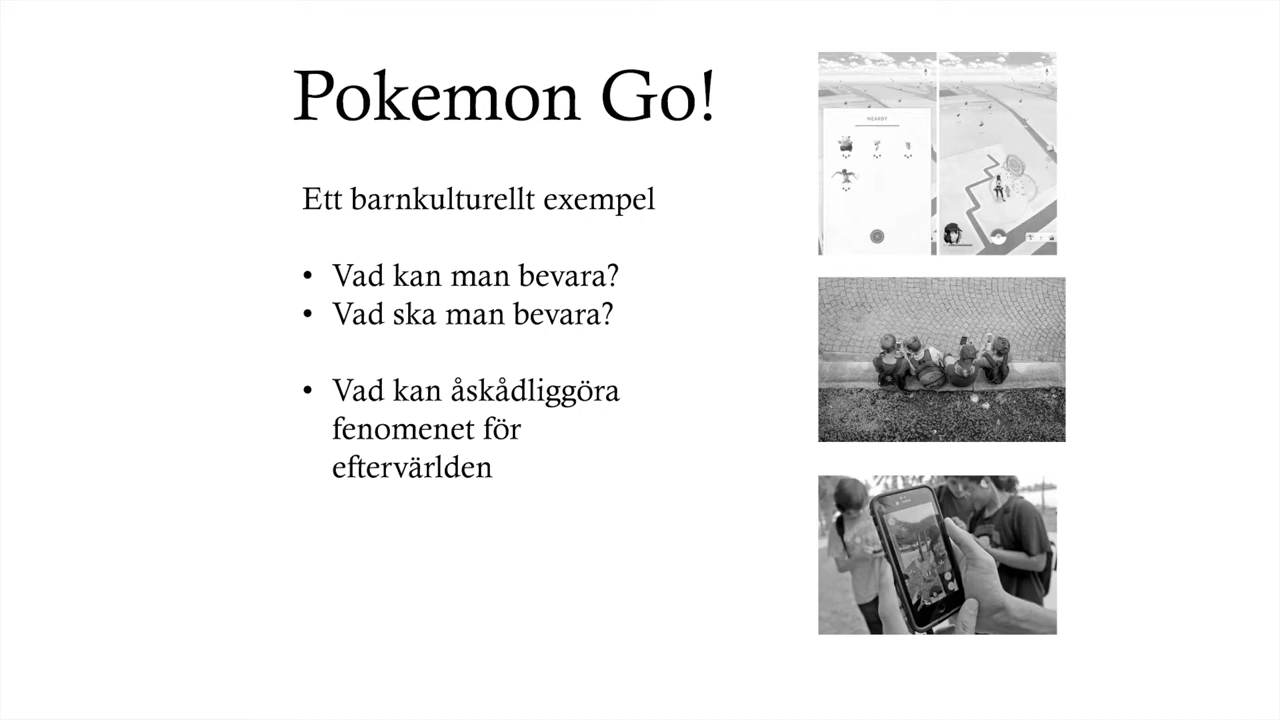 Pokemon Go!
Ett barnkulturellt exempel
• Vad kan man bevara?
• Vad ska man bevara?
• Vad kan åskådliggöra
fenomenet för
eftervärlden
NEARBY